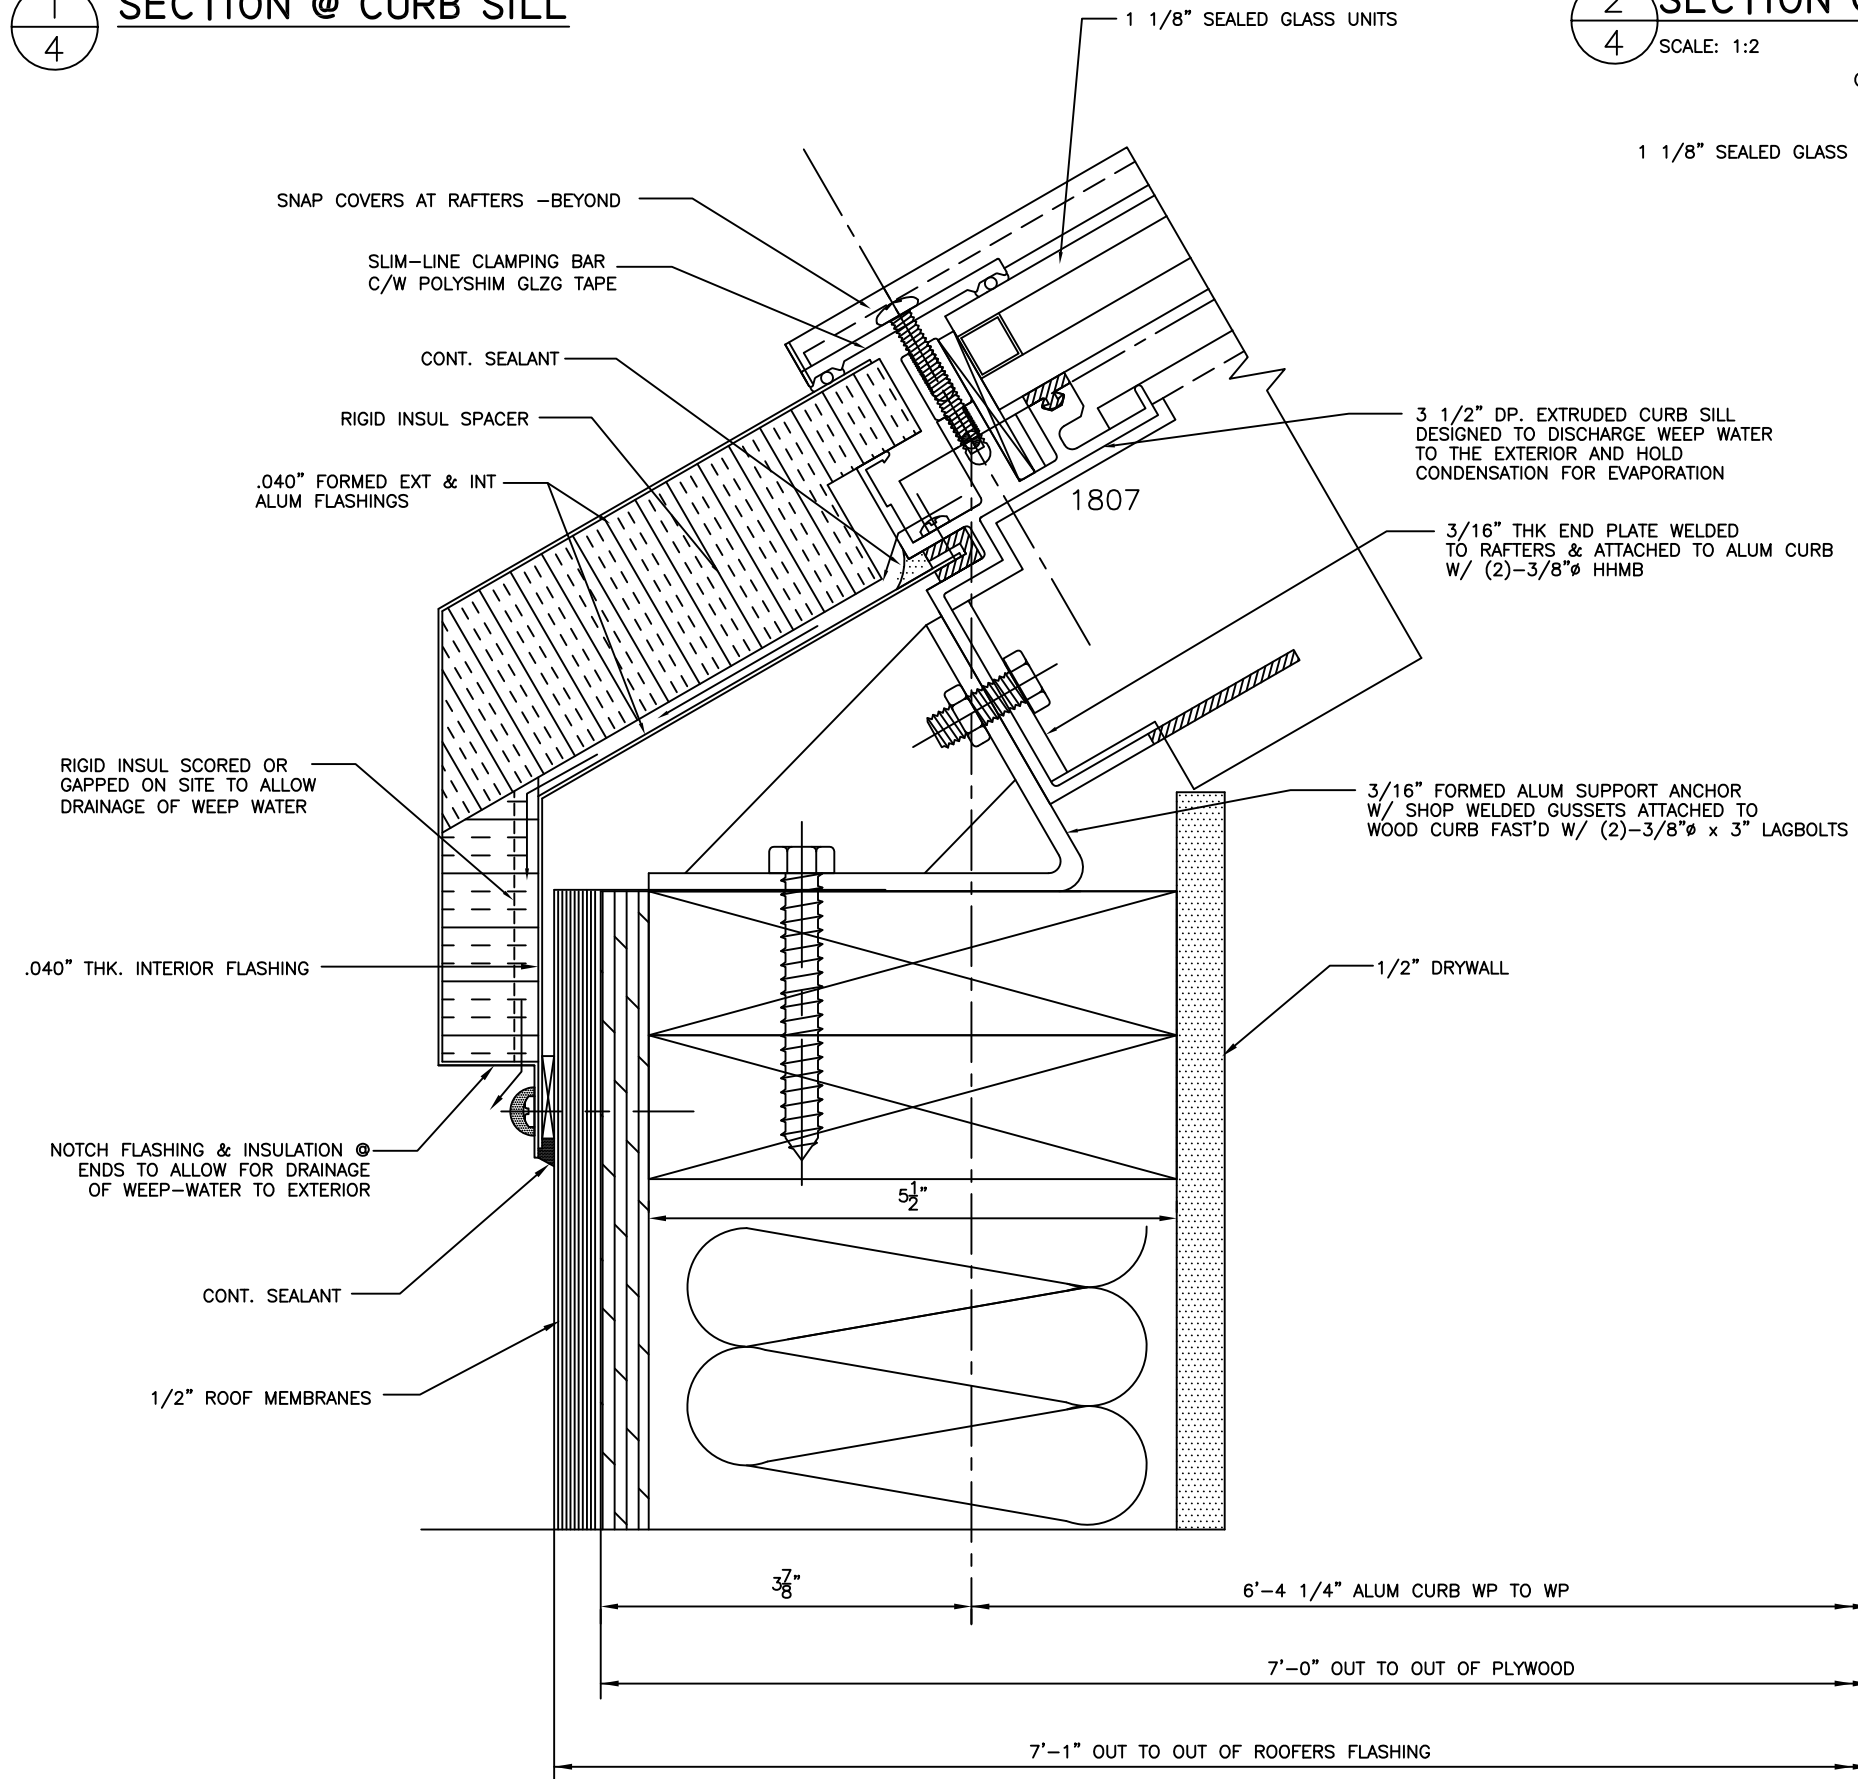 1
4
SECTION @ CURB SILL
2
4
SECTION
SCALE: 1:2
1 1/8" SEALED GLASS UNITS
1 1/8" SEALED GLASS
SNAP COVERS AT RAFTERS -BEYOND
SLIM-LINE CLAMPING BAR
C/W POLYSHIM GLZG TAPE
CONT. SEALANT
RIGID INSUL SPACER
.040" FORMED EXT & INT
ALUM FLASHINGS
3 1/2" DP. EXTRUDED CURB SILL
DESIGNED TO DISCHARGE WEEP WATER
TO THE EXTERIOR AND HOLD
CONDENSATION FOR EVAPORATION
1807
3/16" THK END PLATE WELDED
TO RAFTERS & ATTACHED TO ALUM CURB
W/ (2)-3/8"ø HHMB
RIGID INSUL SCORED OR
GAPPED ON SITE TO ALLOW
DRAINAGE OF WEEP WATER
3/16" FORMED ALUM SUPPORT ANCHOR
W/ SHOP WELDED GUSSETS ATTACHED TO
WOOD CURB FAST'D W/ (2)-3/8"ø x 3" LAGBOLTS
.040" THK. INTERIOR FLASHING
1/2" DRYWALL
NOTCH FLASHING & INSULATION @
ENDS TO ALLOW FOR DRAINAGE
OF WEEP-WATER TO EXTERIOR
5 1/2"
CONT. SEALANT
1/2" ROOF MEMBRANES
3 7/8"
6'-4 1/4" ALUM CURB WP TO WP
7'-0" OUT TO OUT OF PLYWOOD
7'-1" OUT TO OUT OF ROOFERS FLASHING